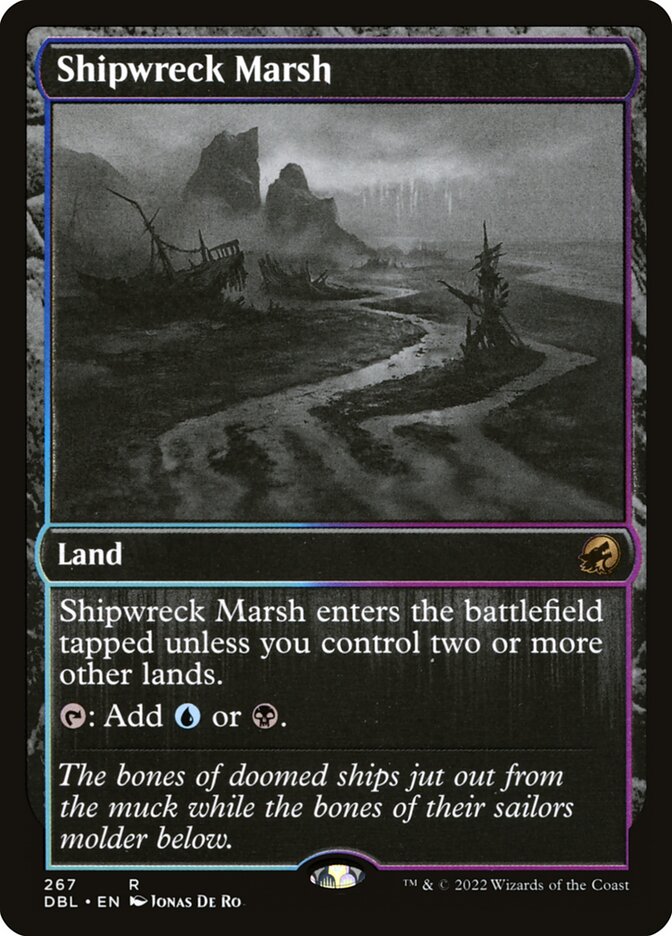 Shipwreck Marsh
Land
Shipwreck Marsh enters the battlefield
tapped unless you control two or more
other lands.
: Add or .
The bones of doomed ships jut out from
the muck while the bones of their sailors
molder below.
267 R
DBL • EN Jonas De Ro
™ & © 2022 Wizards of the Coast